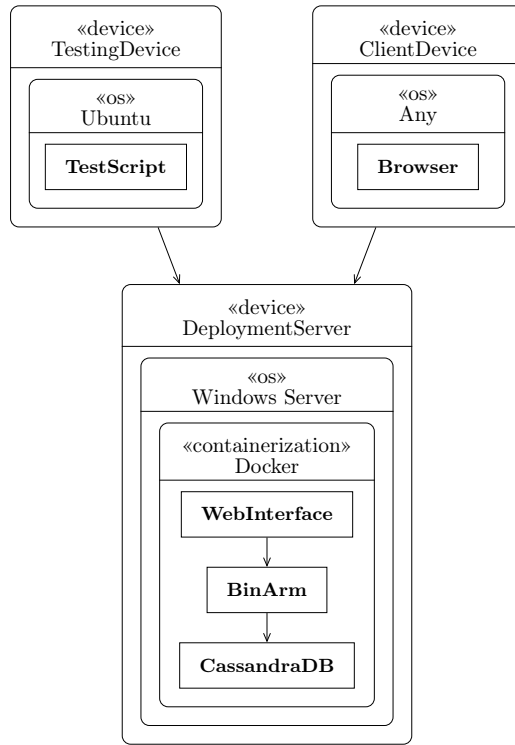 «device»
TestingDevice
«os»
Ubuntu
TestScript
«device»
ClientDevice
«os»
Any
Browser
«device»
DeploymentServer
«os»
Windows Server
«containerization»
Docker
WebInterface
BinArm
CassandraDB